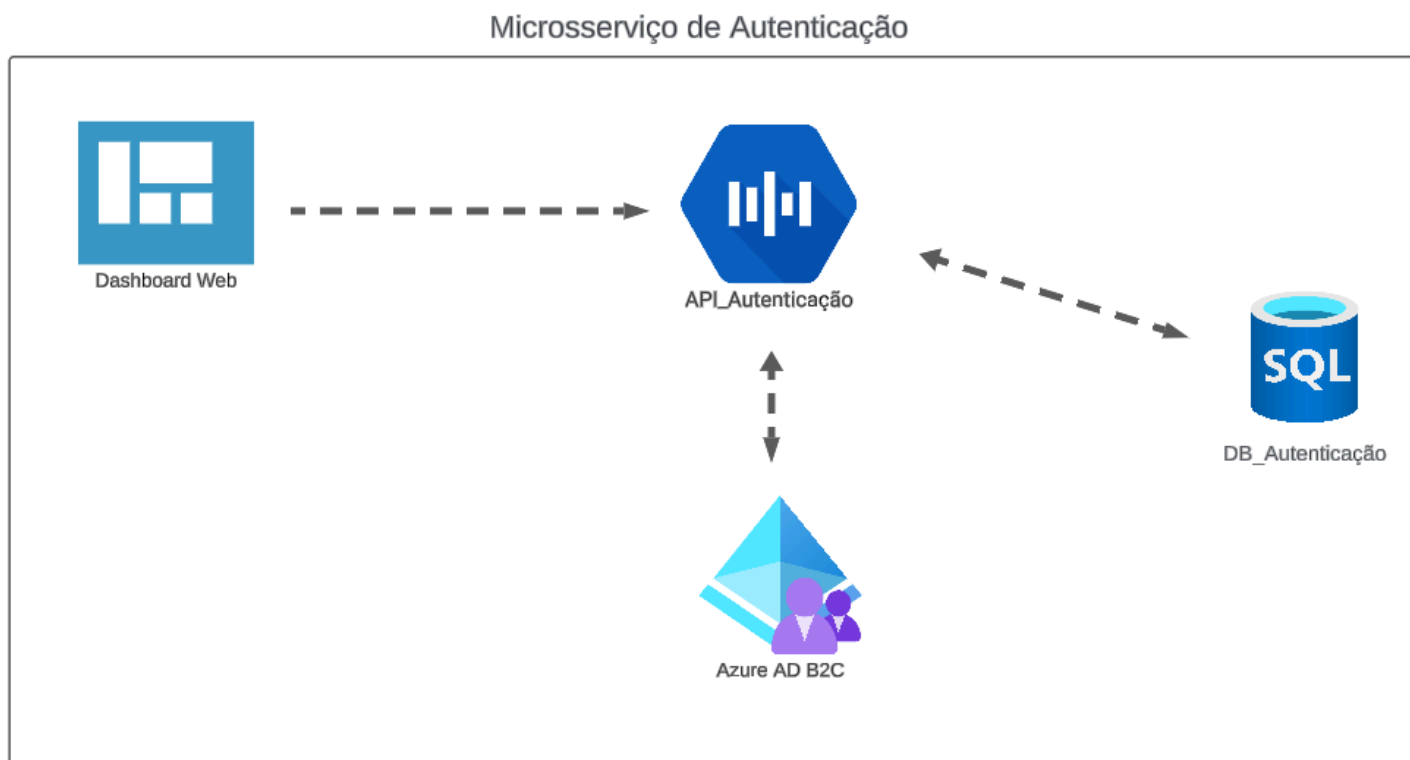 Microsserviço de Autenticação
Dashboard Web
API_Autenticação
SQL
DB_Autenticação
Azure AD B2C